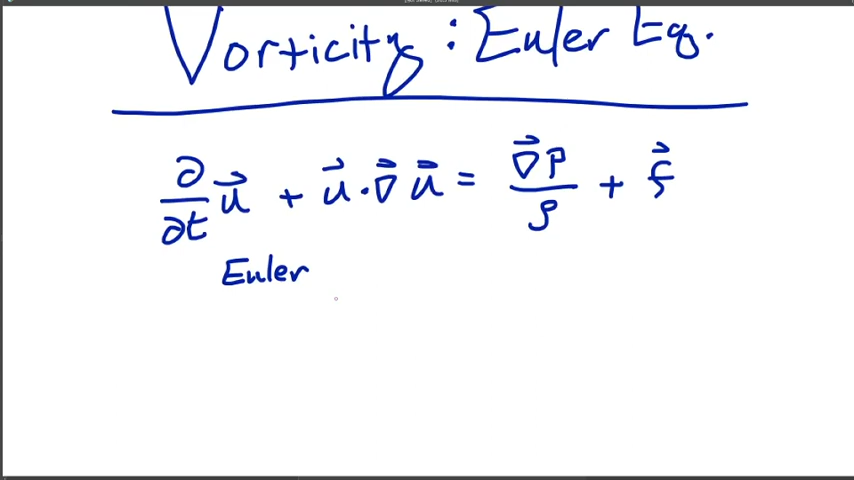 Vorticity: Euler Eq.
∂/∂t u⃗ + u⃗ · ∇⃗ u⃗ = ∇⃗P/ρ + f⃗
Euler